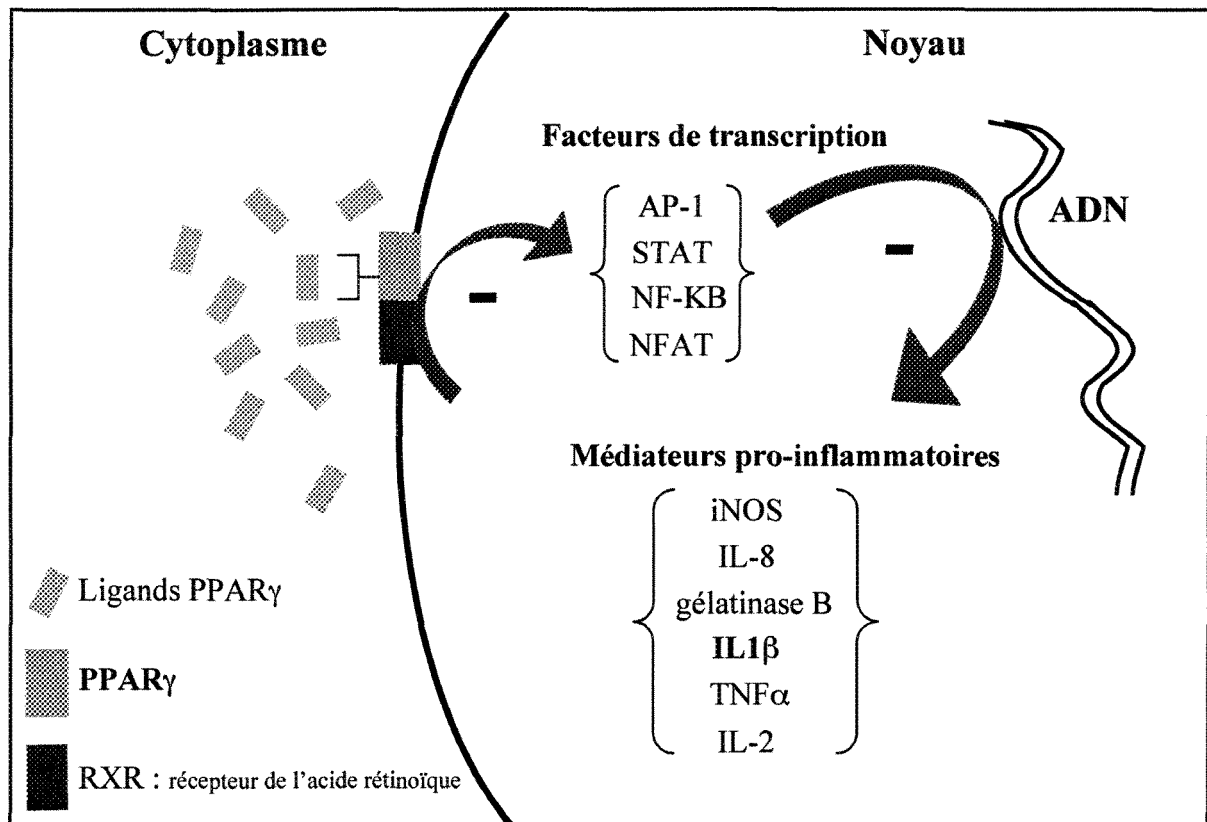 Cytoplasme
Noyau
Facteurs de transcription
AP-1
STAT
NF-KB
NFAT
-
-
ADN
Médiateurs pro-inflammatoires
iNOS
IL-8
gélatinase B
IL1β
TNFα
IL-2
Ligands PPARγ
PPARγ
RXR : récepteur de l'acide rétinoïque